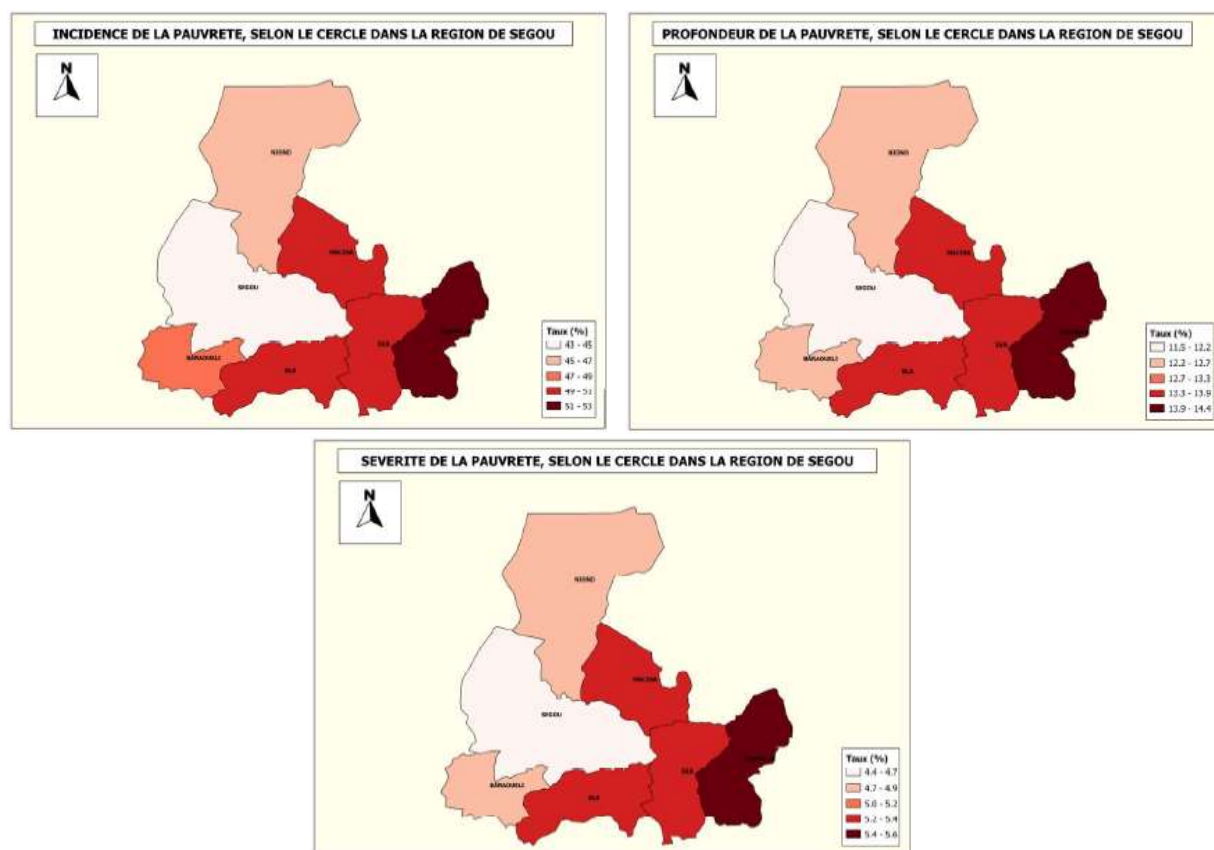 INCIDENCE DE LA PAUVRETE, SELON LE CERCLE DANS LA REGION DE SEGOU
N
NIONO
MACINA
SEGOU
BARAOUELI
BLA
Taux (%)
43 - 45
45 - 47
47 - 49
49 - 51
51 - 53
PROFONDEUR DE LA PAUVRETE, SELON LE CERCLE DANS LA REGION DE SEGOU
N
NIONO
MACINA
SEGOU
BARAOUELI
BLA
Taux (%)
11.5 - 12.2
12.2 - 12.7
12.7 - 13.3
13.3 - 13.9
13.9 - 14.4
SEVERITE DE LA PAUVRETE, SELON LE CERCLE DANS LA REGION DE SEGOU
N
NIONO
MACINA
SEGOU
BARAOUELI
BLA
Taux (%)
4.4 - 4.7
4.7 - 4.9
5.0 - 5.2
5.2 - 5.4
5.4 - 5.6